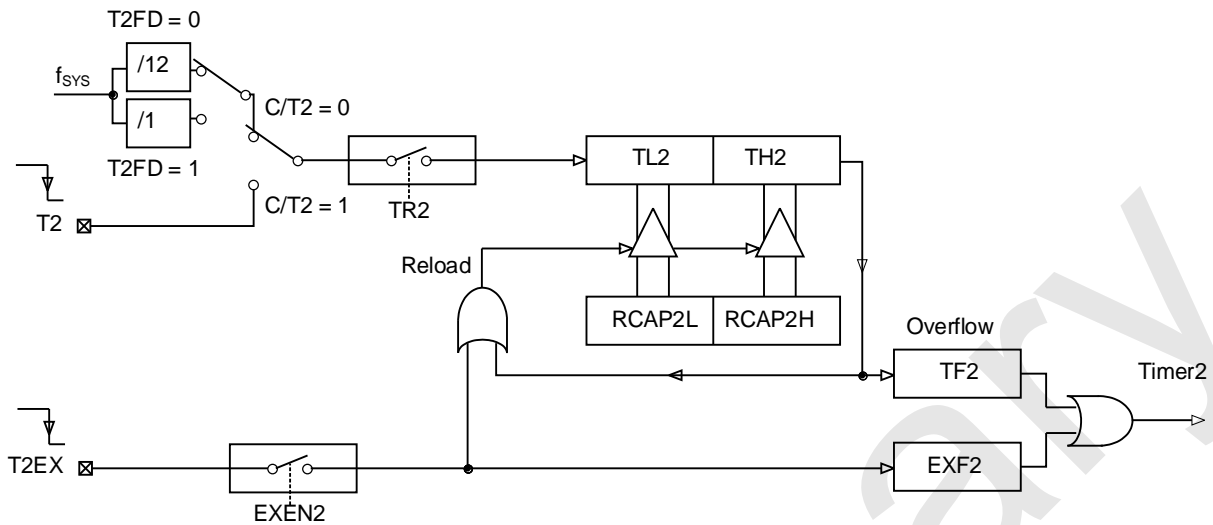 T2FD = 0
/12
fSYS
C/T2 = 0
/1
T2FD = 1
TL2 TH2
T2
C/T2 = 1
TR2
Reload
RCAP2L RCAP2H
Overflow
TF2
Timer2
T2EX
EXF2
EXEN2
ary